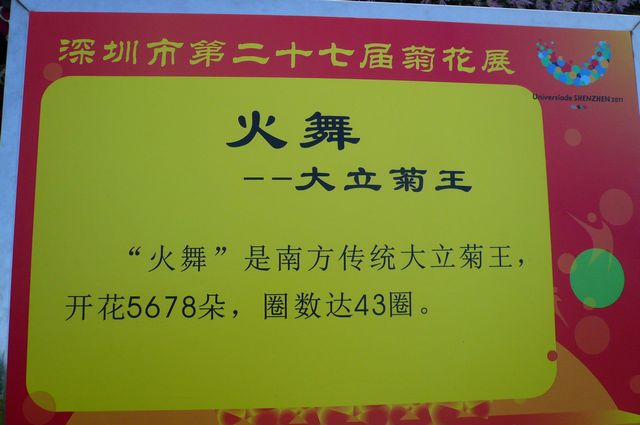 深圳市第二十七届菊花展
Universiade SHENZHEN 2011
火舞
--大立菊王
“火舞”是南方传统大立菊王，
开花5678朵，圈数达43圈。